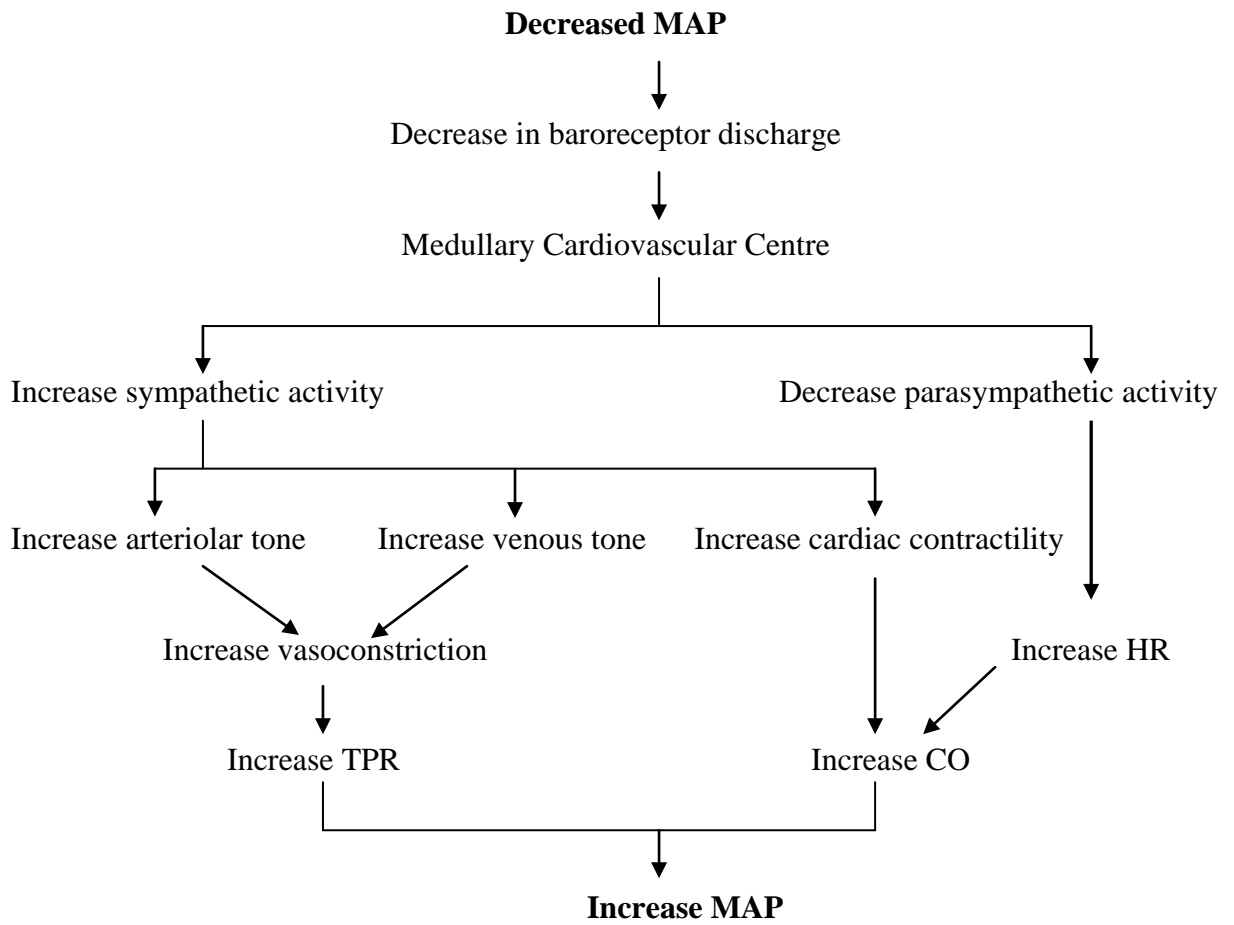 Decreased MAP
Decrease in baroreceptor discharge
Medullary Cardiovascular Centre
Increase sympathetic activity
Decrease parasympathetic activity
Increase arteriolar tone
Increase venous tone
Increase cardiac contractility
Increase vasoconstriction
Increase HR
Increase TPR
Increase CO
Increase MAP